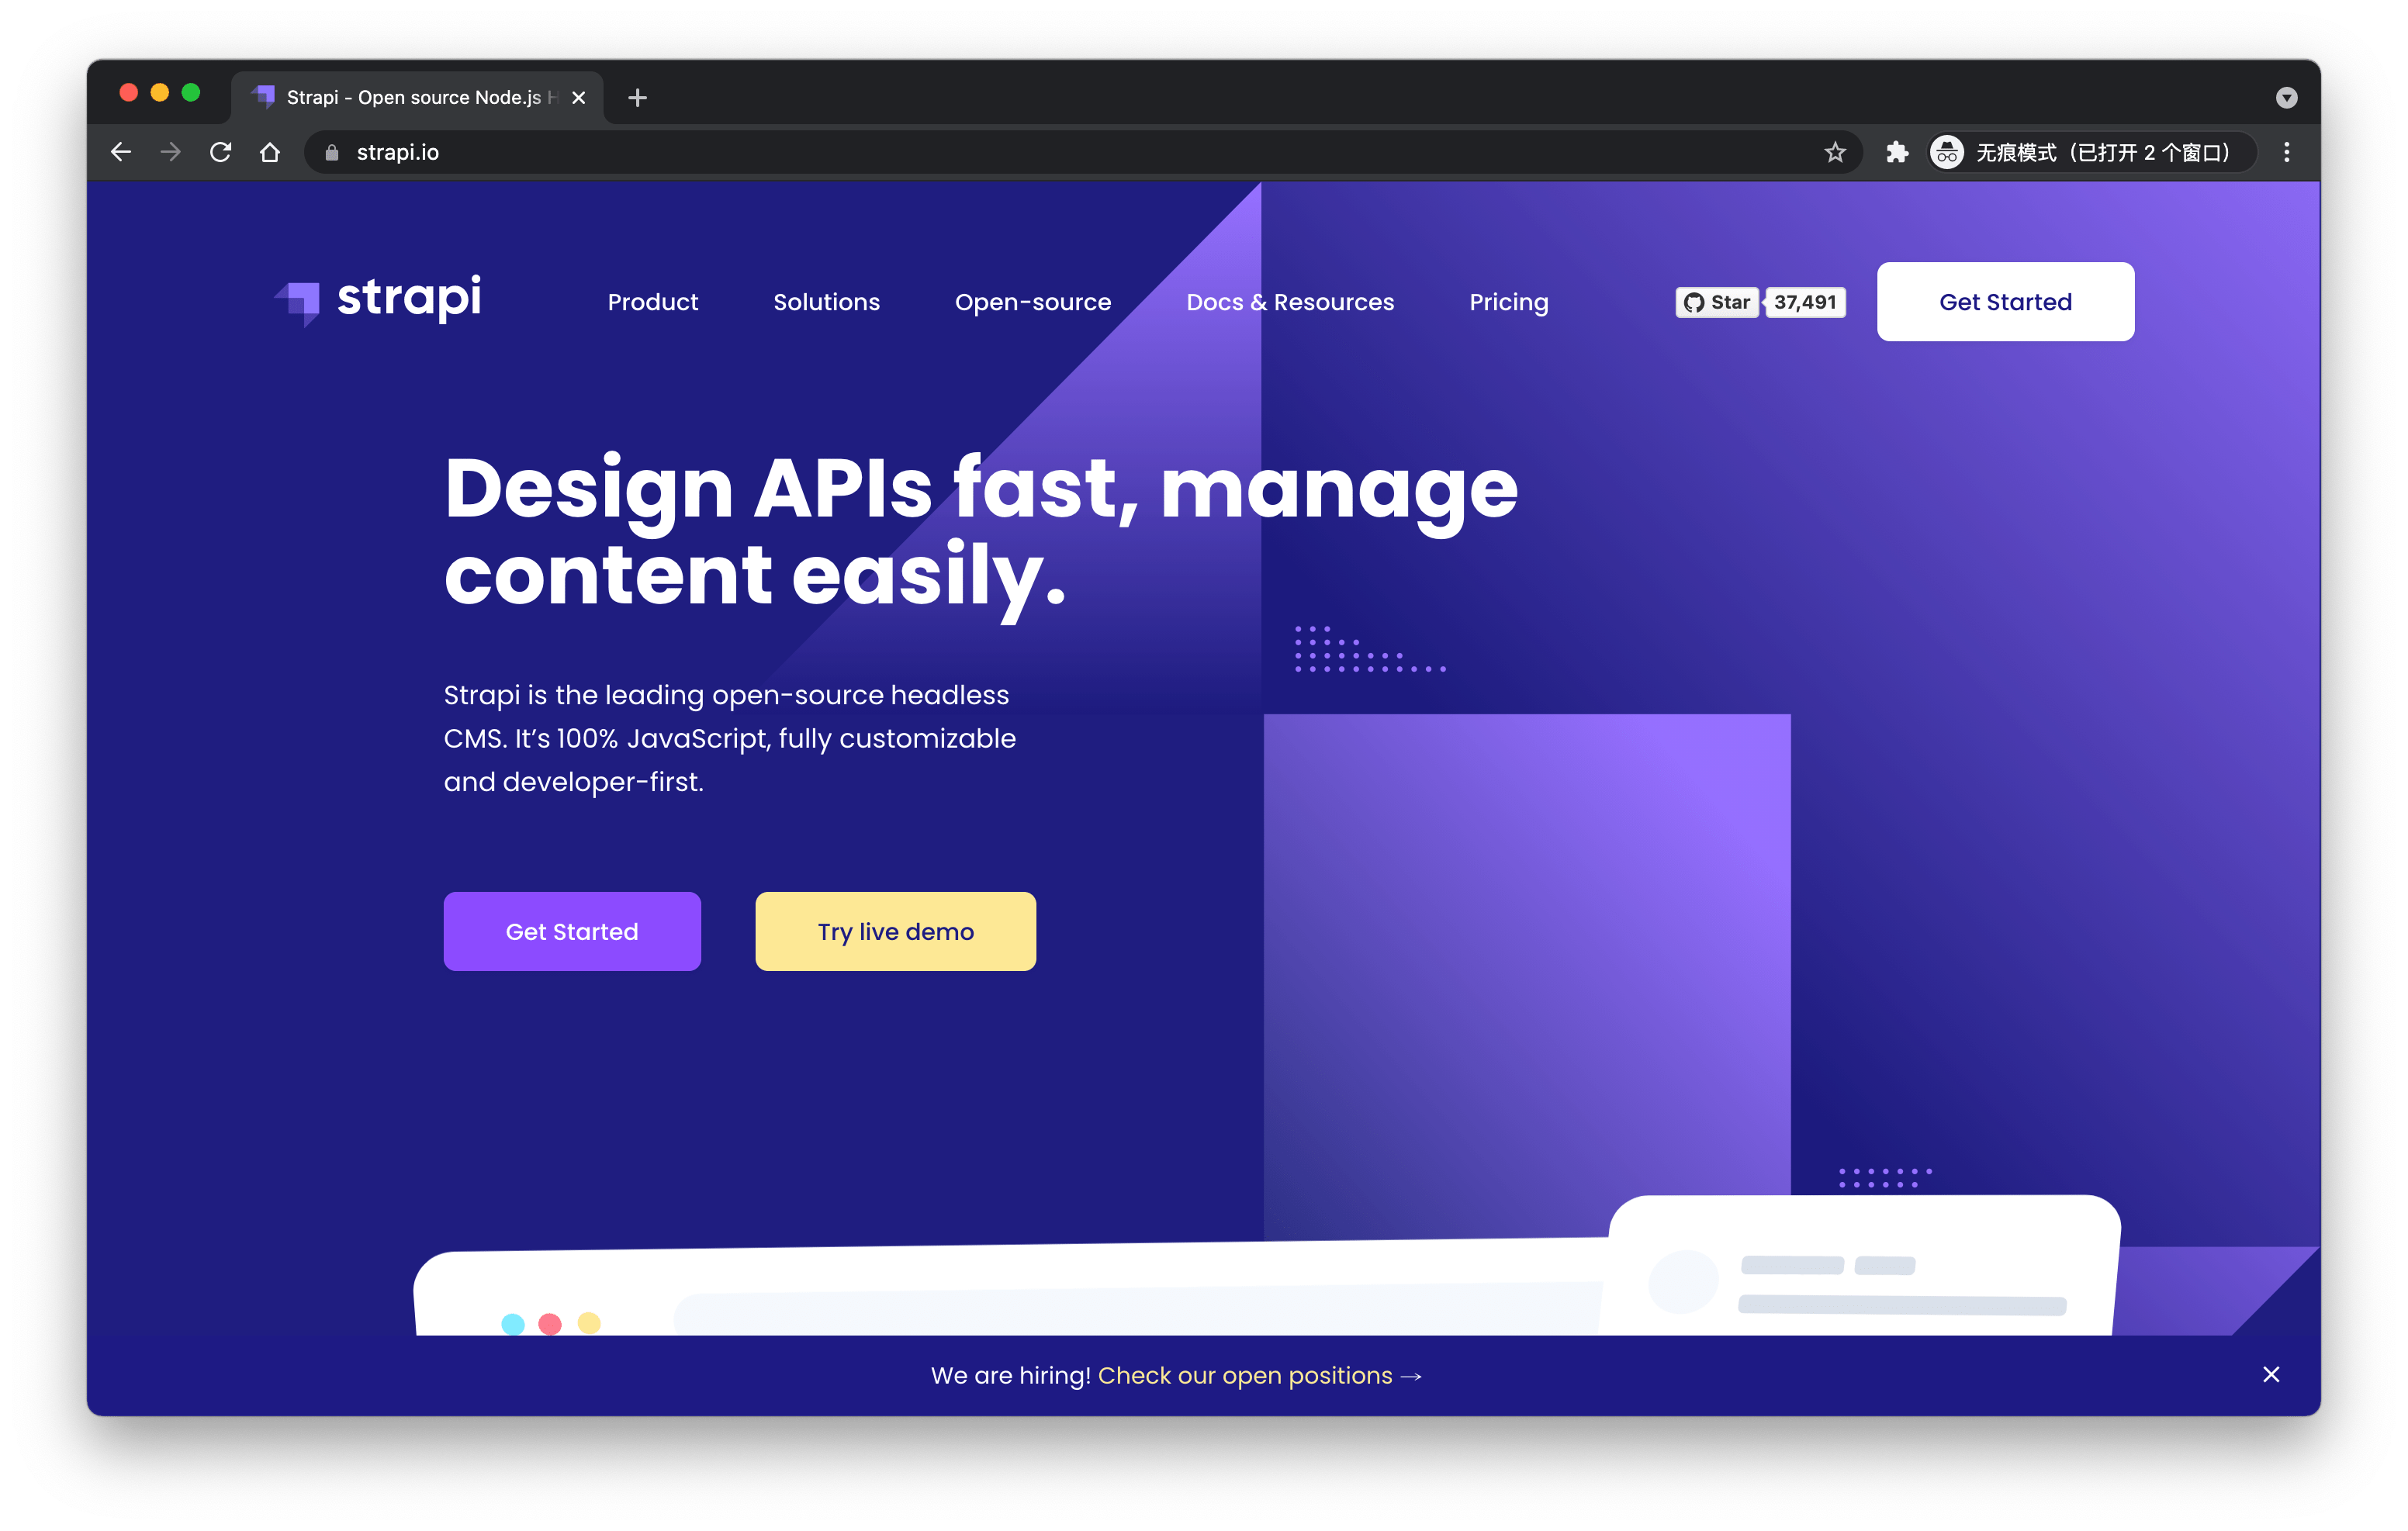 Strapi - Open source Node.js H
strapi.io
无痕模式（已打开 2 个窗口）
strapi
Product
Solutions
Open-source
Docs & Resources
Pricing
Star
37,491
Get Started
Design APIs fast, manage
content easily.
Strapi is the leading open-source headless
CMS. It’s 100% JavaScript, fully customizable
and developer-first.
Get Started
Try live demo
We are hiring! Check our open positions →